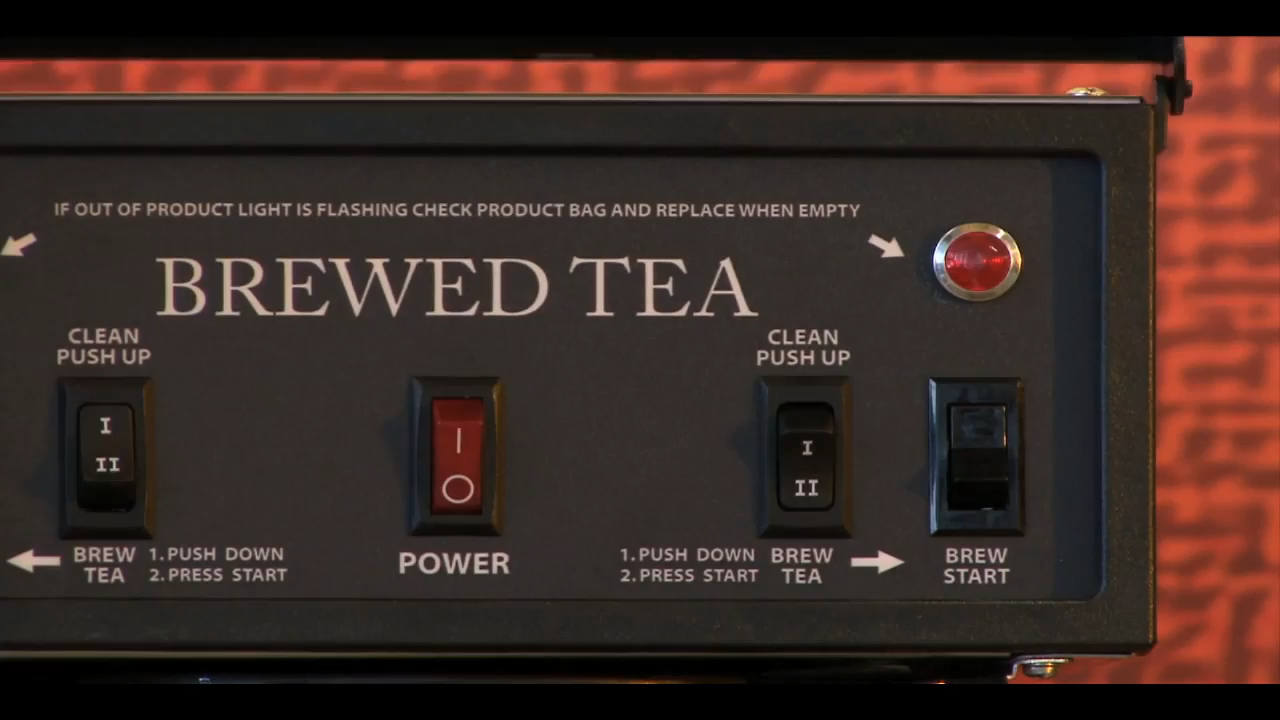 IF OUT OF PRODUCT LIGHT IS FLASHING CHECK PRODUCT BAG AND REPLACE WHEN EMPTY
BREWED TEA
CLEAN
PUSH UP
I
II
BREW
TEA
1. PUSH DOWN
2. PRESS START
I
O
POWER
CLEAN
PUSH UP
I
II
1. PUSH DOWN
2. PRESS START
BREW
TEA
BREW
START